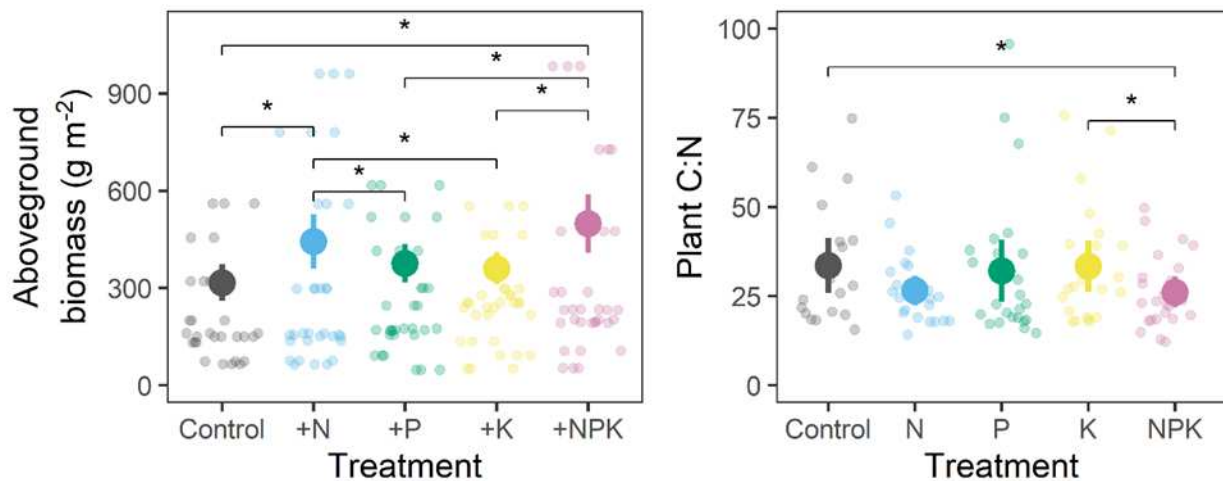 Aboveground
biomass (g m⁻²)
900
600
300
0
*
*
*
*
*
*
Control +N +P +K +NPK
Treatment
Plant C:N
100
75
50
25
0
*
*
Control N P K NPK
Treatment